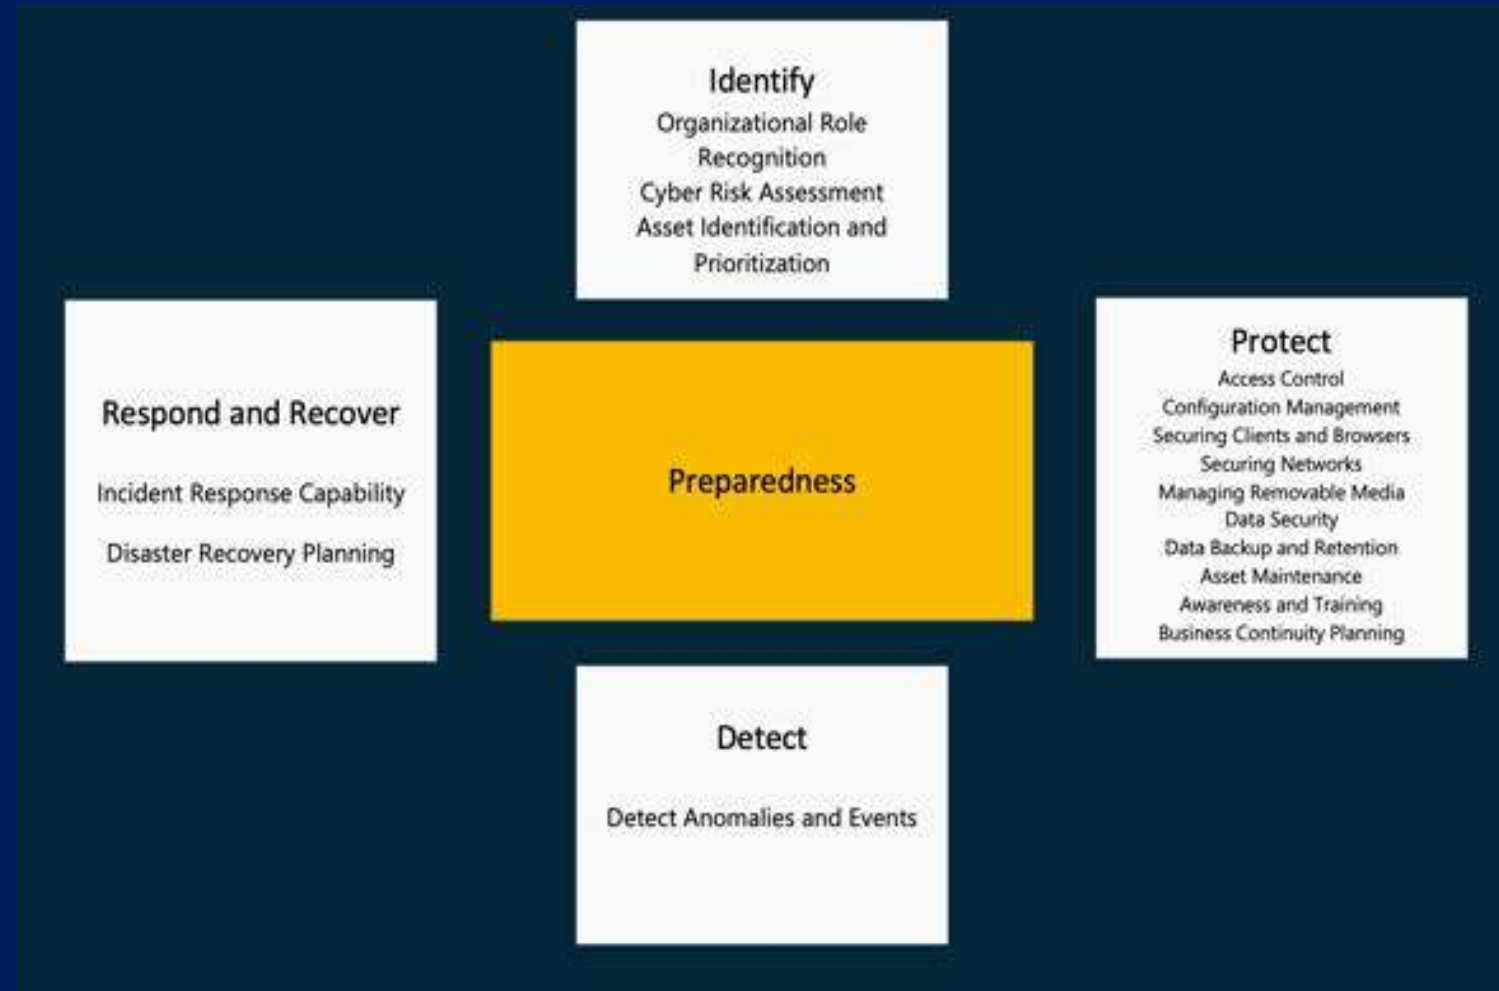 Identify
Organizational Role
Recognition
Cyber Risk Assessment
Asset Identification and
Prioritization
Respond and Recover
Incident Response Capability
Disaster Recovery Planning
Preparedness
Protect
Access Control
Configuration Management
Securing Clients and Browsers
Securing Networks
Managing Removable Media
Data Security
Data Backup and Retention
Asset Maintenance
Awareness and Training
Business Continuity Planning
Detect
Detect Anomalies and Events